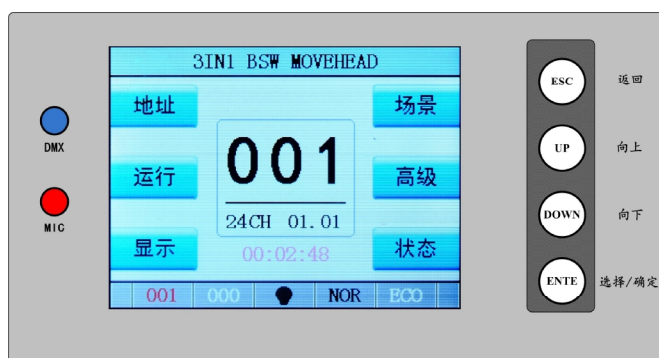 3IN1 BSW MOVEHEAD
地址
场景
001
运行
高级
24CH 01.01
显示
00:02:48
状态
001 000 NOR ECO
DMX
MIC
ESC 返回
UP 向上
DOWN 向下
ENTE 选择/确定